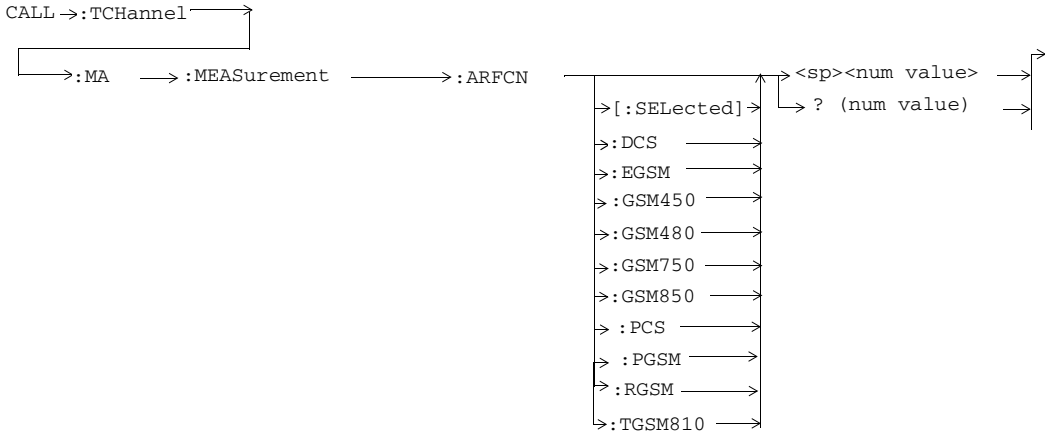 CALL :TCHannel
:MA :MEASurement :ARFCN <sp><num value>
[:SELected] ? (num value)
:DCS
:EGSM
:GSM450
:GSM480
:GSM750
:GSM850
:PCS
:PGSM
:RGSM
:TGSM810